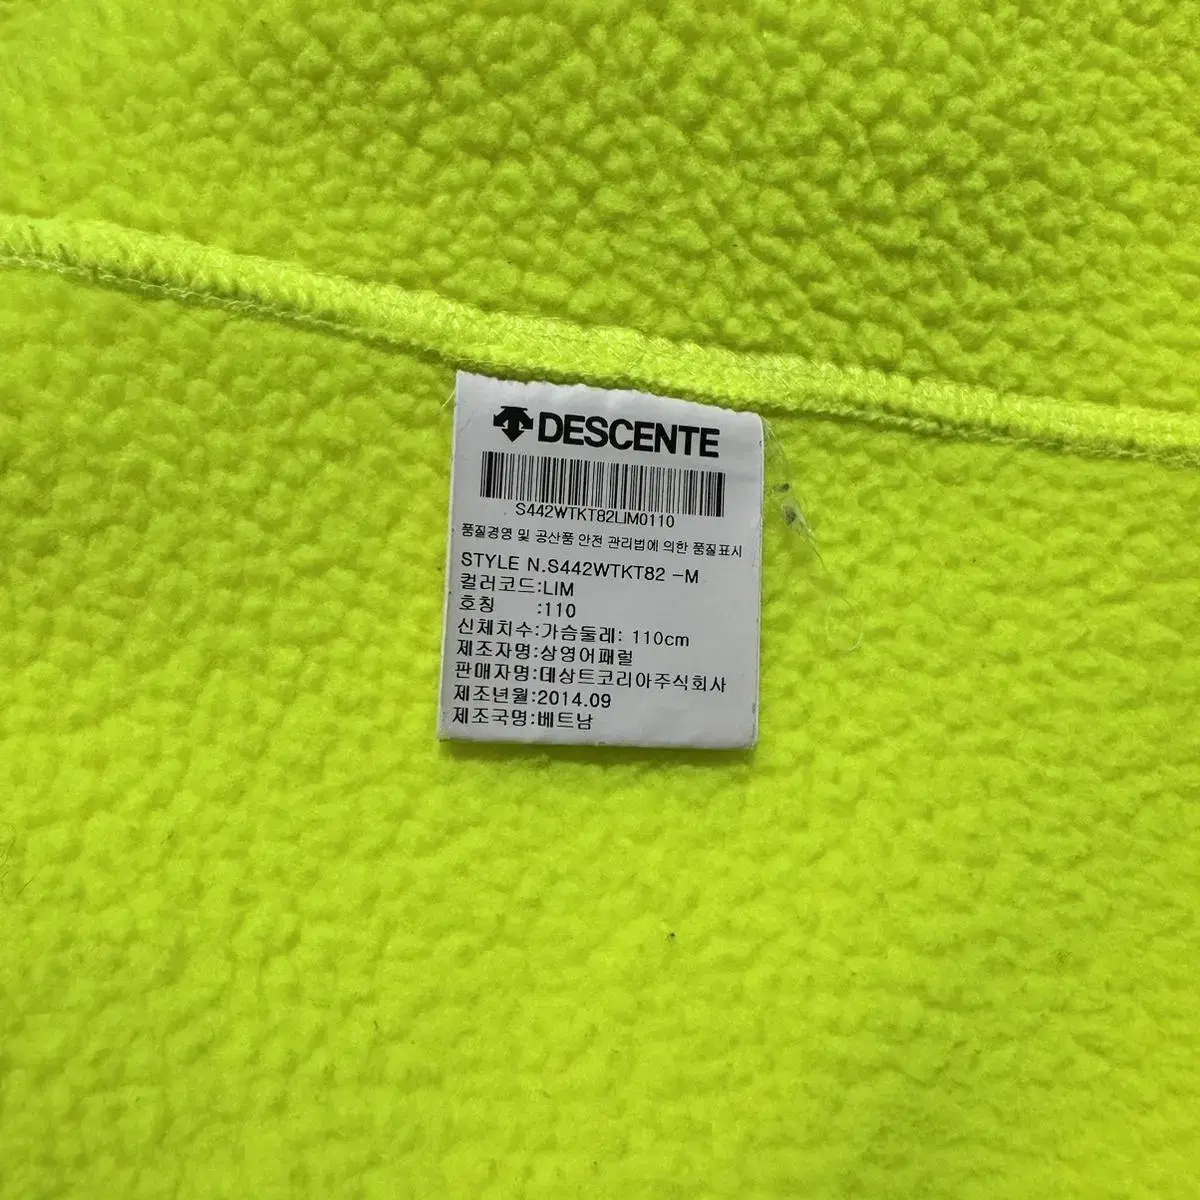 DESCENTE
S442WTKT82LIM0110
품질경영 및 공산품 안전 관리법에 의한 품질표시
STYLE N.S442WTKT82 -M
컬러코드:LIM
호칭 :110
신체치수:가슴둘레: 110cm
제조자명:상영어패럴
판매자명:데상트코리아주식회사
제조년월:2014.09
제조국명:베트남